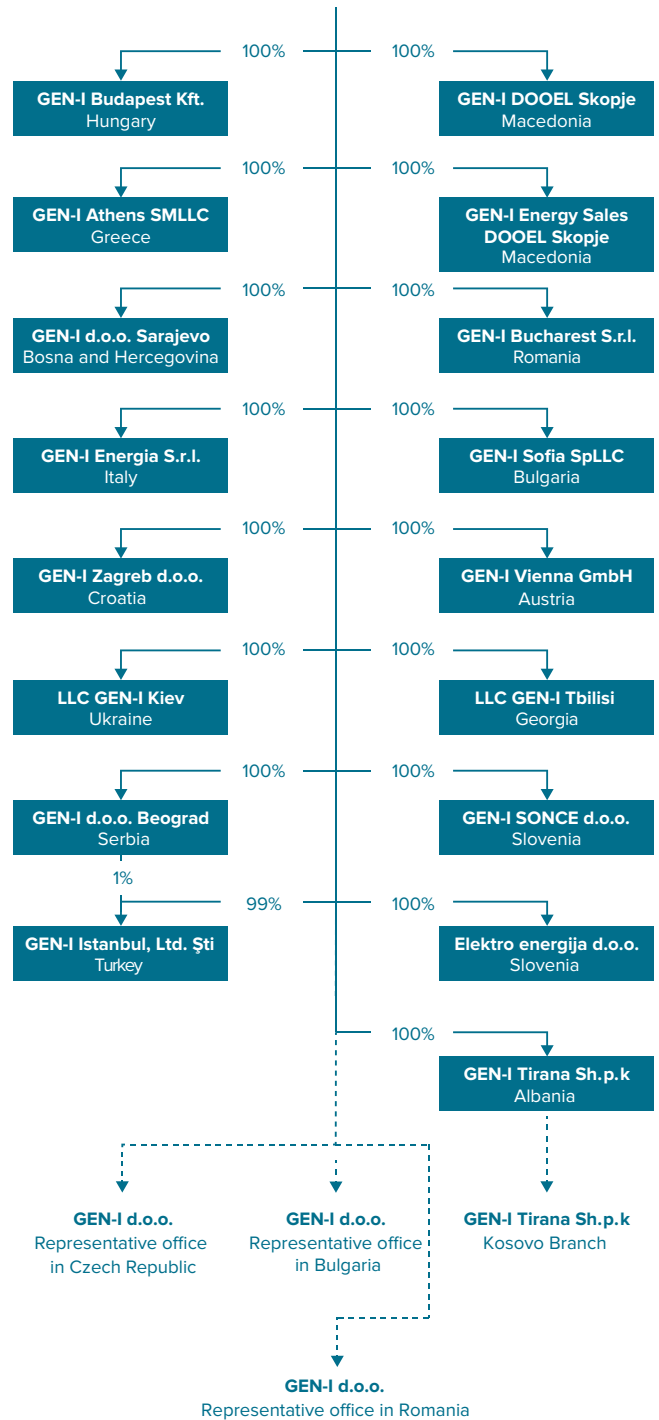 100%
100%
GEN-I Budapest Kft.
Hungary
GEN-I DOOEL Skopje
Macedonia
100%
100%
GEN-I Athens SMLLC
Greece
GEN-I Energy Sales
DOOEL Skopje
Macedonia
100%
100%
GEN-I d.o.o. Sarajevo
Bosna and Hercegovina
GEN-I Bucharest S.r.l.
Romania
100%
100%
GEN-I Energia S.r.l.
Italy
GEN-I Sofia SpLLC
Bulgaria
100%
100%
GEN-I Zagreb d.o.o.
Croatia
GEN-I Vienna GmbH
Austria
100%
100%
LLC GEN-I Kiev
Ukraine
LLC GEN-I Tbilisi
Georgia
100%
100%
GEN-I d.o.o. Beograd
Serbia
GEN-I SONCE d.o.o.
Slovenia
1%
99%
100%
GEN-I Istanbul, Ltd. Şti
Turkey
Elektro energija d.o.o.
Slovenia
100%
GEN-I Tirana Sh.p.k
Albania
GEN-I d.o.o.
Representative office
in Czech Republic
GEN-I d.o.o.
Representative office
in Bulgaria
GEN-I Tirana Sh.p.k
Kosovo Branch
GEN-I d.o.o.
Representative office in Romania